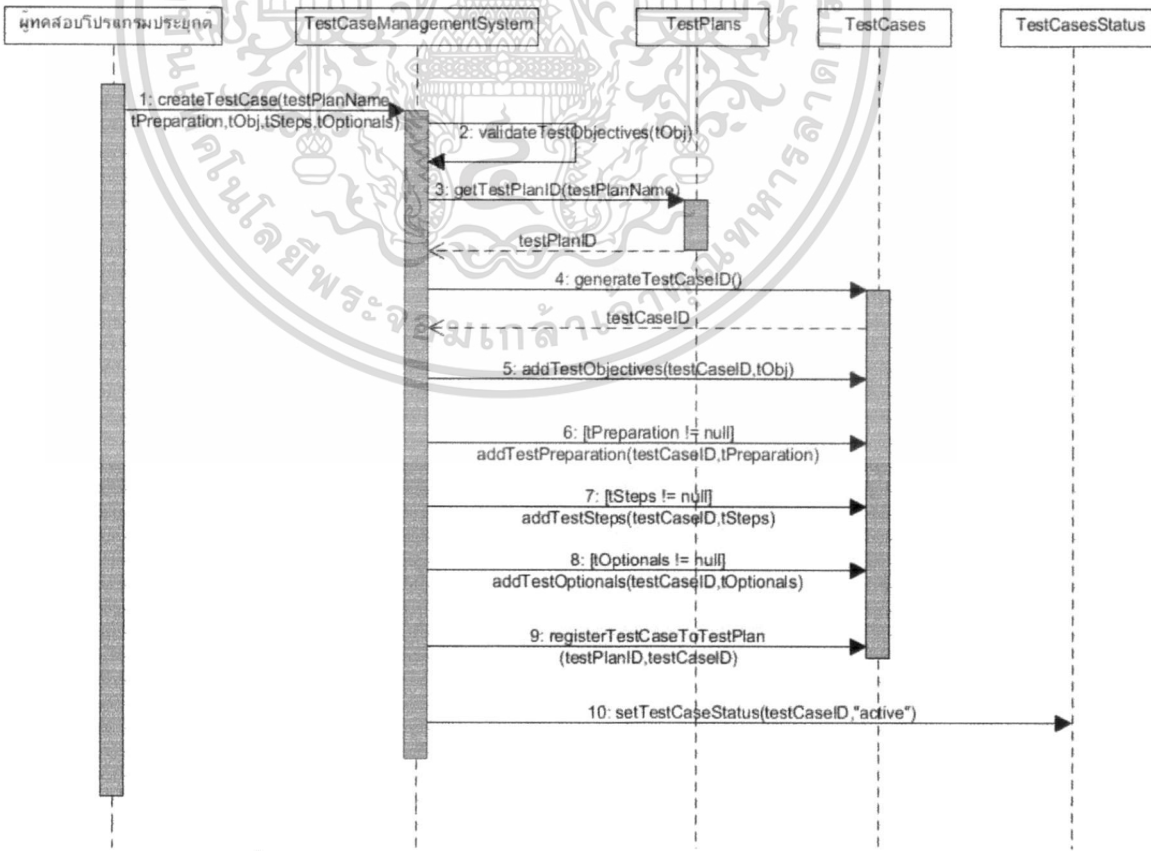 ผู้ทดสอบโปรแกรมประยุกต์
TestCaseManagementSystem
TestPlans
TestCases
TestCasesStatus
1: createTestCase(testPlanName,
tPreparation,tObj,tSteps,tOptionals)
2: validateTestObjectives(tObj)
3: getTestPlanID(testPlanName)
testPlanID
4: generateTestCaseID()
testCaseID
5: addTestObjectives(testCaseID,tObj)
6: [tPreparation != null]
addTestPreparation(testCaseID,tPreparation)
7: [tSteps != null]
addTestSteps(testCaseID,tSteps)
8: [tOptionals != null]
addTestOptionals(testCaseID,tOptionals)
9: registerTestCaseToTestPlan
(testPlanID,testCaseID)
10: setTestCaseStatus(testCaseID,"active")